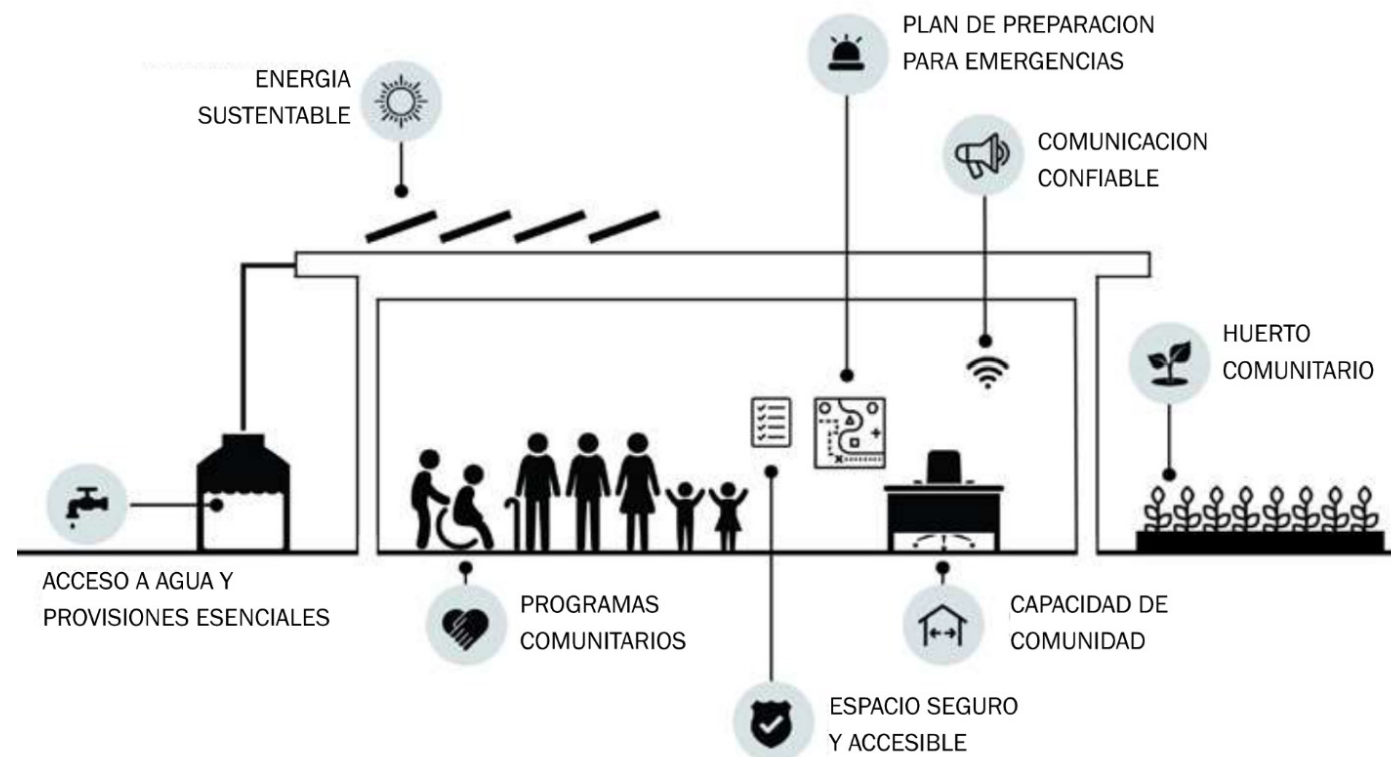 PLAN DE PREPARACION
PARA EMERGENCIAS
ENERGIA
SUSTENTABLE
COMUNICACION
CONFIABLE
HUERTO
COMUNITARIO
ACCESO A AGUA Y
PROVISIONES ESENCIALES
PROGRAMAS
COMUNITARIOS
CAPACIDAD DE
COMUNIDAD
ESPACIO SEGURO
Y ACCESIBLE